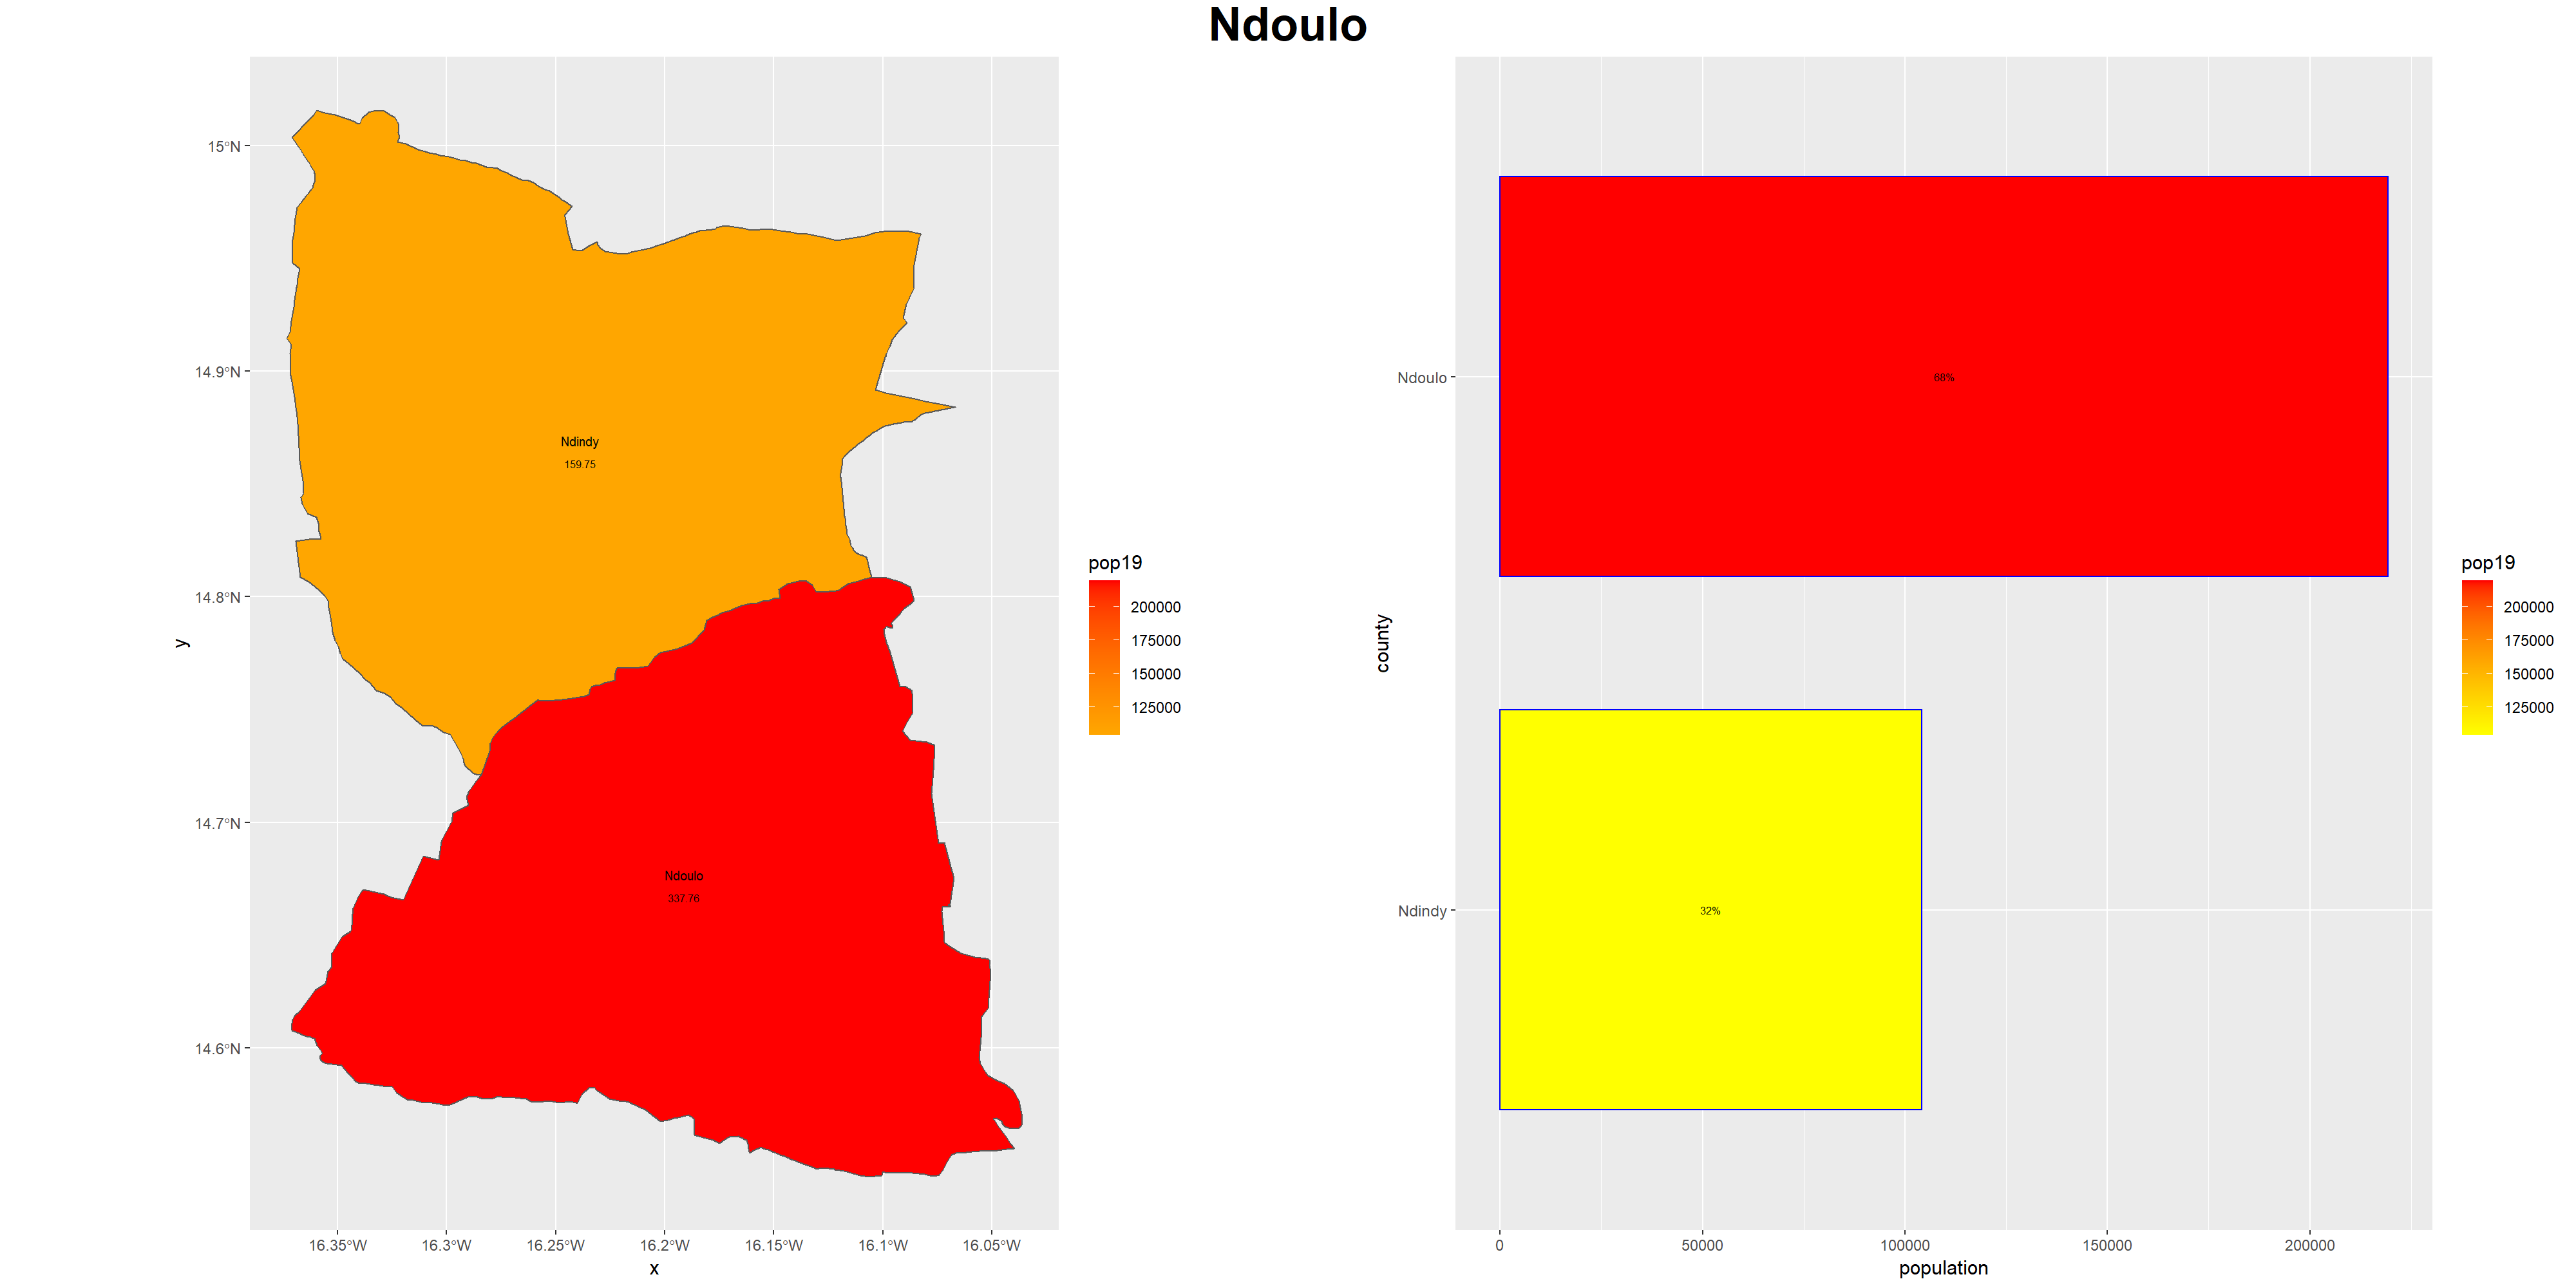 Ndoulo
15°N
14.9°N
14.8°N
14.7°N
14.6°N
y
Ndindy
159.75
Ndoulo
337.76
16.35°W
16.3°W
16.25°W
16.2°W
16.15°W
16.1°W
16.05°W
x
pop19
200000
175000
150000
125000
county
Ndoulo
Ndindy
68%
32%
0
50000
100000
150000
200000
population
pop19
200000
175000
150000
125000